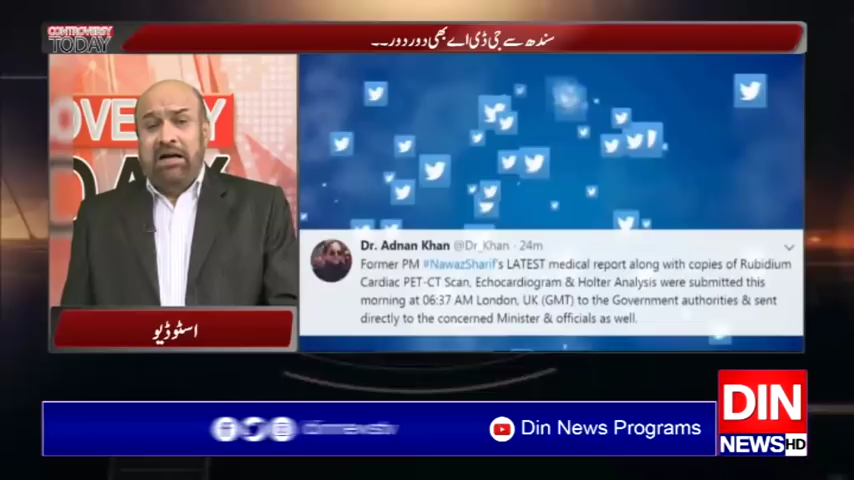 CONTROVERSY
TODAY
سندھ سے جی ڈی اے بھی دور دور۔۔
Dr. Adnan Khan @Dr_Khan · 24m
Former PM #NawazSharif's LATEST medical report along with copies of Rubidium
Cardiac PET-CT Scan, Echocardiogram & Holter Analysis were submitted this
morning at 06:37 AM London, UK (GMT) to the Government authorities & sent
directly to the concerned Minister & officials as well.
اسٹوڈیو
dinnewstv
Din News Programs
DIN
NEWS HD